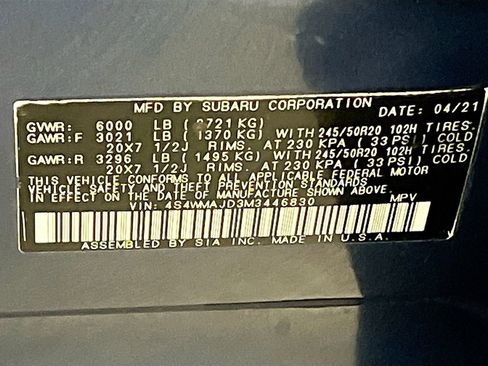 MFD BY SUBARU CORPORATION DATE: 04/21
GVWR: 6000 LB (2721 KG)
GAWR:F 3021 LB (1370 KG) WITH 245/50R20 102H TIRES.
20X7 1/2J RIMS. AT 230 KPA (33 PSI) COLD
GAWR:R 3296 LB (1495 KG) WITH 245/50R20 102H TIRES.
20X7 1/2J RIMS. AT 230 KPA (33PSI) COLD
THIS VEHICLE CONFORMS TO ALL APPLICABLE FEDERAL MOTOR
VEHICLE SAFETY AND THEFT PREVENTION STANDARDS
IN EFFECT ON THE DATE OF MANUFACTURE SHOWN ABOVE.
VIN: 4S4WMAJD3M3446830 MPV
ASSEMBLED BY SIA INC. MADE IN U.S.A.